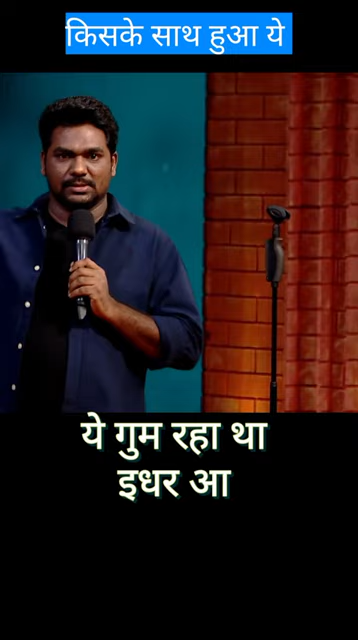 किसके साथ हुआ ये
ये गुम रहा था
इधर आ